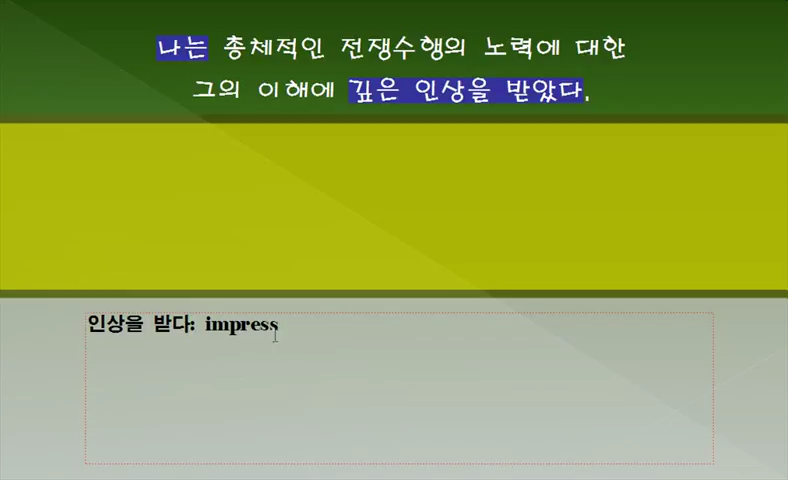 나는 총체적인 전쟁수행의 노력에 대한
그의 이해에 깊은 인상을 받았다.
인상을 받다: impress